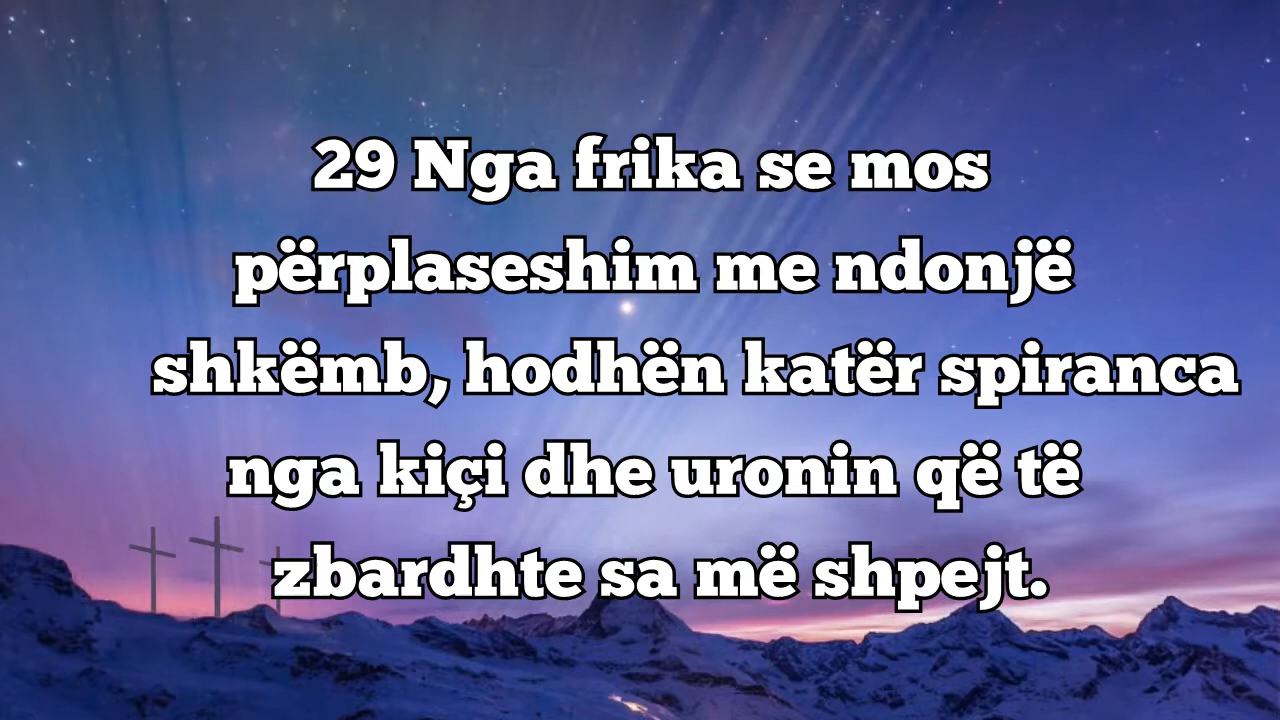 29 Nga frika se mos
përplaseshim me ndonjë
shkëmb, hodhën katër spiranca
nga kiçi dhe uronin që të
zbardhte sa më shpejt.